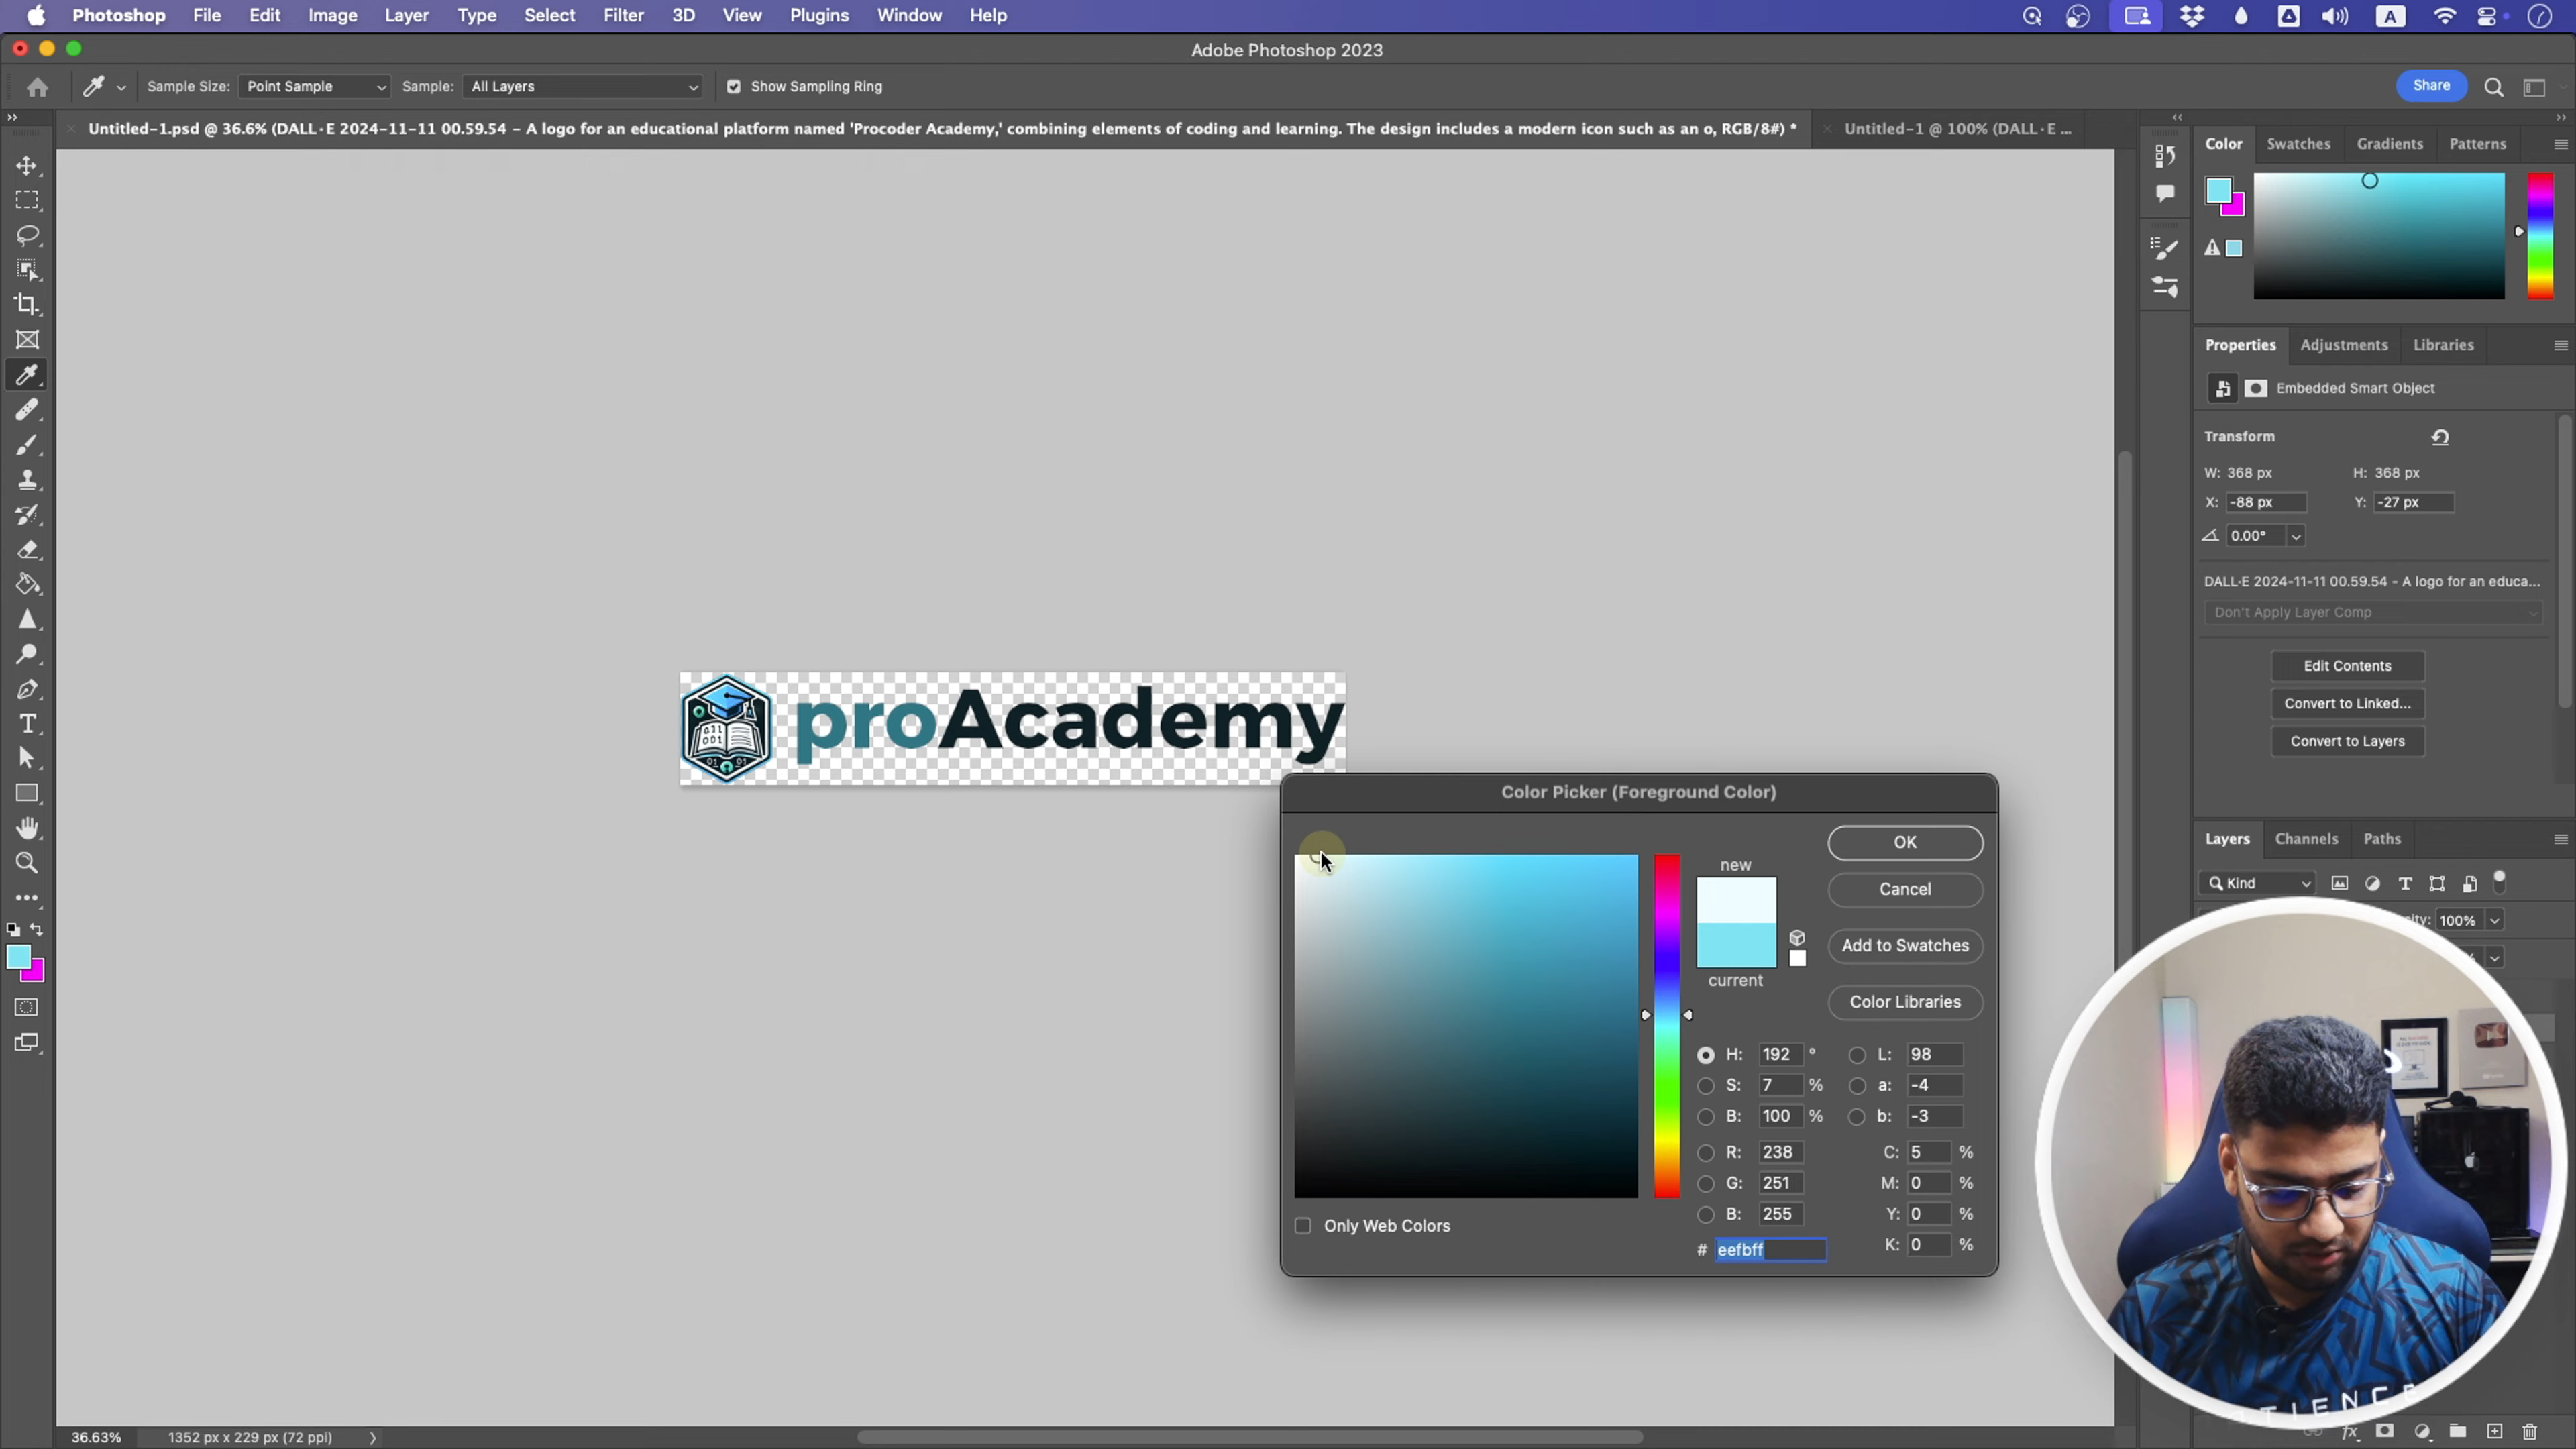 Photoshop File Edit Image Layer Type Select Filter 3D View Plugins Window Help
Adobe Photoshop 2023
Sample Size: Point Sample Sample: All Layers Show Sampling Ring Share
Untitled-1.psd @ 36.6% (DALL·E 2024-11-11 00.59.54 - A logo for an educational platform named 'Procoder Academy,' combining elements of coding and learning. The design includes a modern icon such as an o, RGB/8#) * Untitled-1 @ 100% (DALL·E ...
Color Swatches Gradients Patterns
Properties Adjustments Libraries
Embedded Smart Object
Transform
W: 368 px H: 368 px
X: -88 px Y: -27 px
0.00°
DALL·E 2024-11-11 00.59.54 - A logo for an educa...
Don't Apply Layer Comp
Edit Contents
Convert to Linked...
Convert to Layers
proAcademy
Color Picker (Foreground Color)
new
current
OK
Cancel
Add to Swatches
Color Libraries
H: 192 ° L: 98
S: 7 % a: -4
B: 100 % b: -3
R: 238 C: 5 %
G: 251 M: 0 %
B: 255 Y: 0 %
# eefbff K: 0 %
Only Web Colors
Layers Channels Paths
Kind
100%
36.63% 1352 px x 229 px (72 ppi)